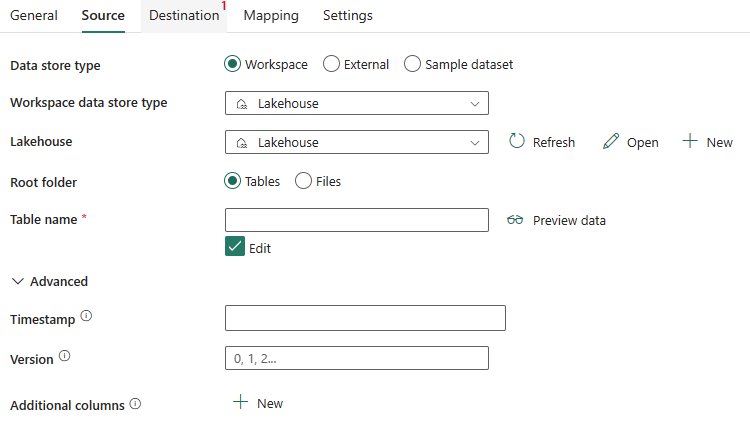 General Source Destination 1 Mapping Settings
Data store type Workspace External Sample dataset
Workspace data store type Lakehouse
Lakehouse Lakehouse Refresh Open New
Root folder Tables Files
Table name * Preview data
Edit
Advanced
Timestamp
Version 0, 1, 2...
Additional columns New